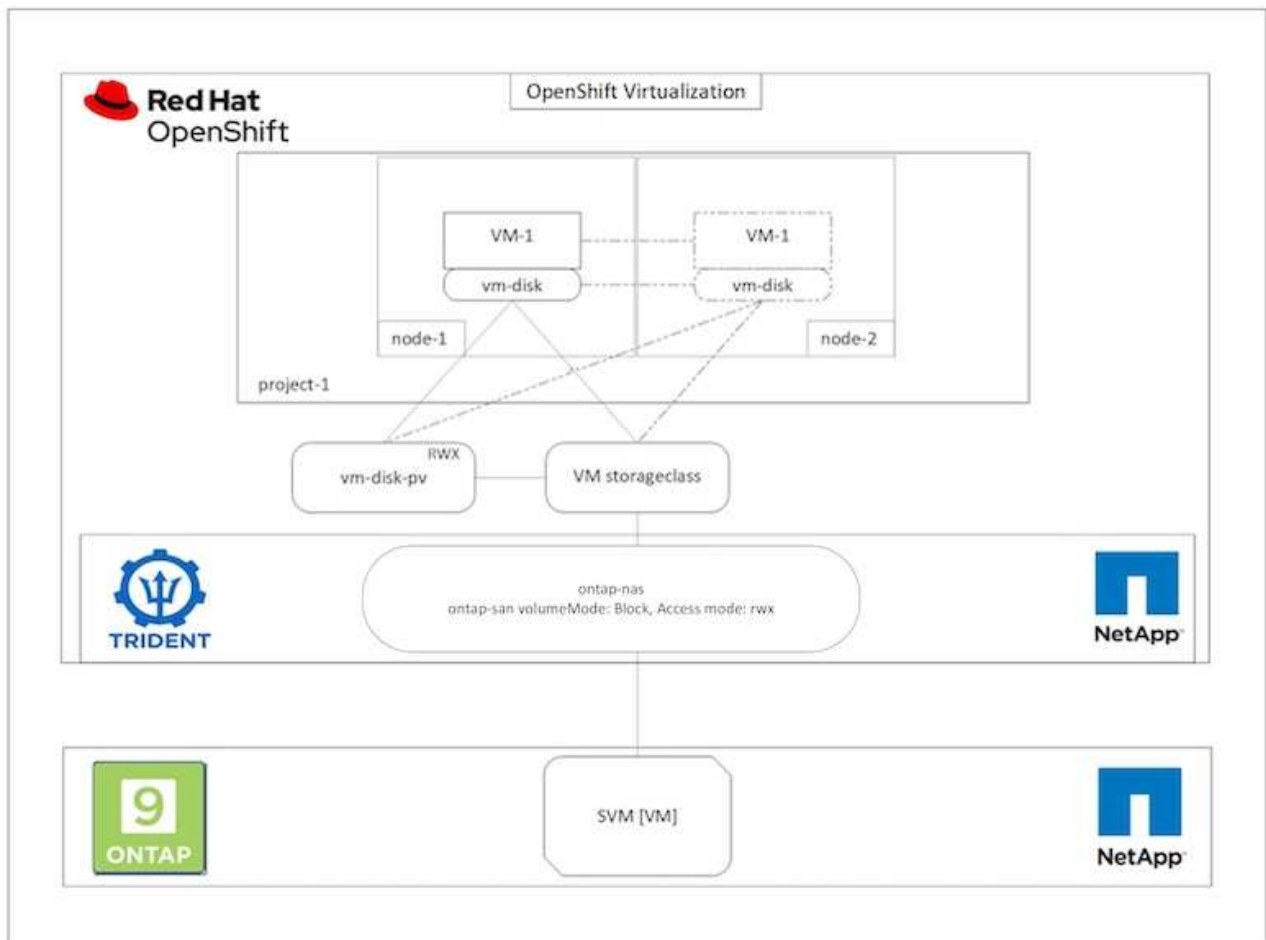 Red Hat
OpenShift
OpenShift Virtualization
VM-1
VM-1
vm-disk
vm-disk
node-1
node-2
project-1
RWX
vm-disk-pv
VM storageclass
ontap-nas
ontap-san volumeMode: Block, Access mode: rwx
TRIDENT
NetApp
9
ONTAP
SVM [VM]
NetApp